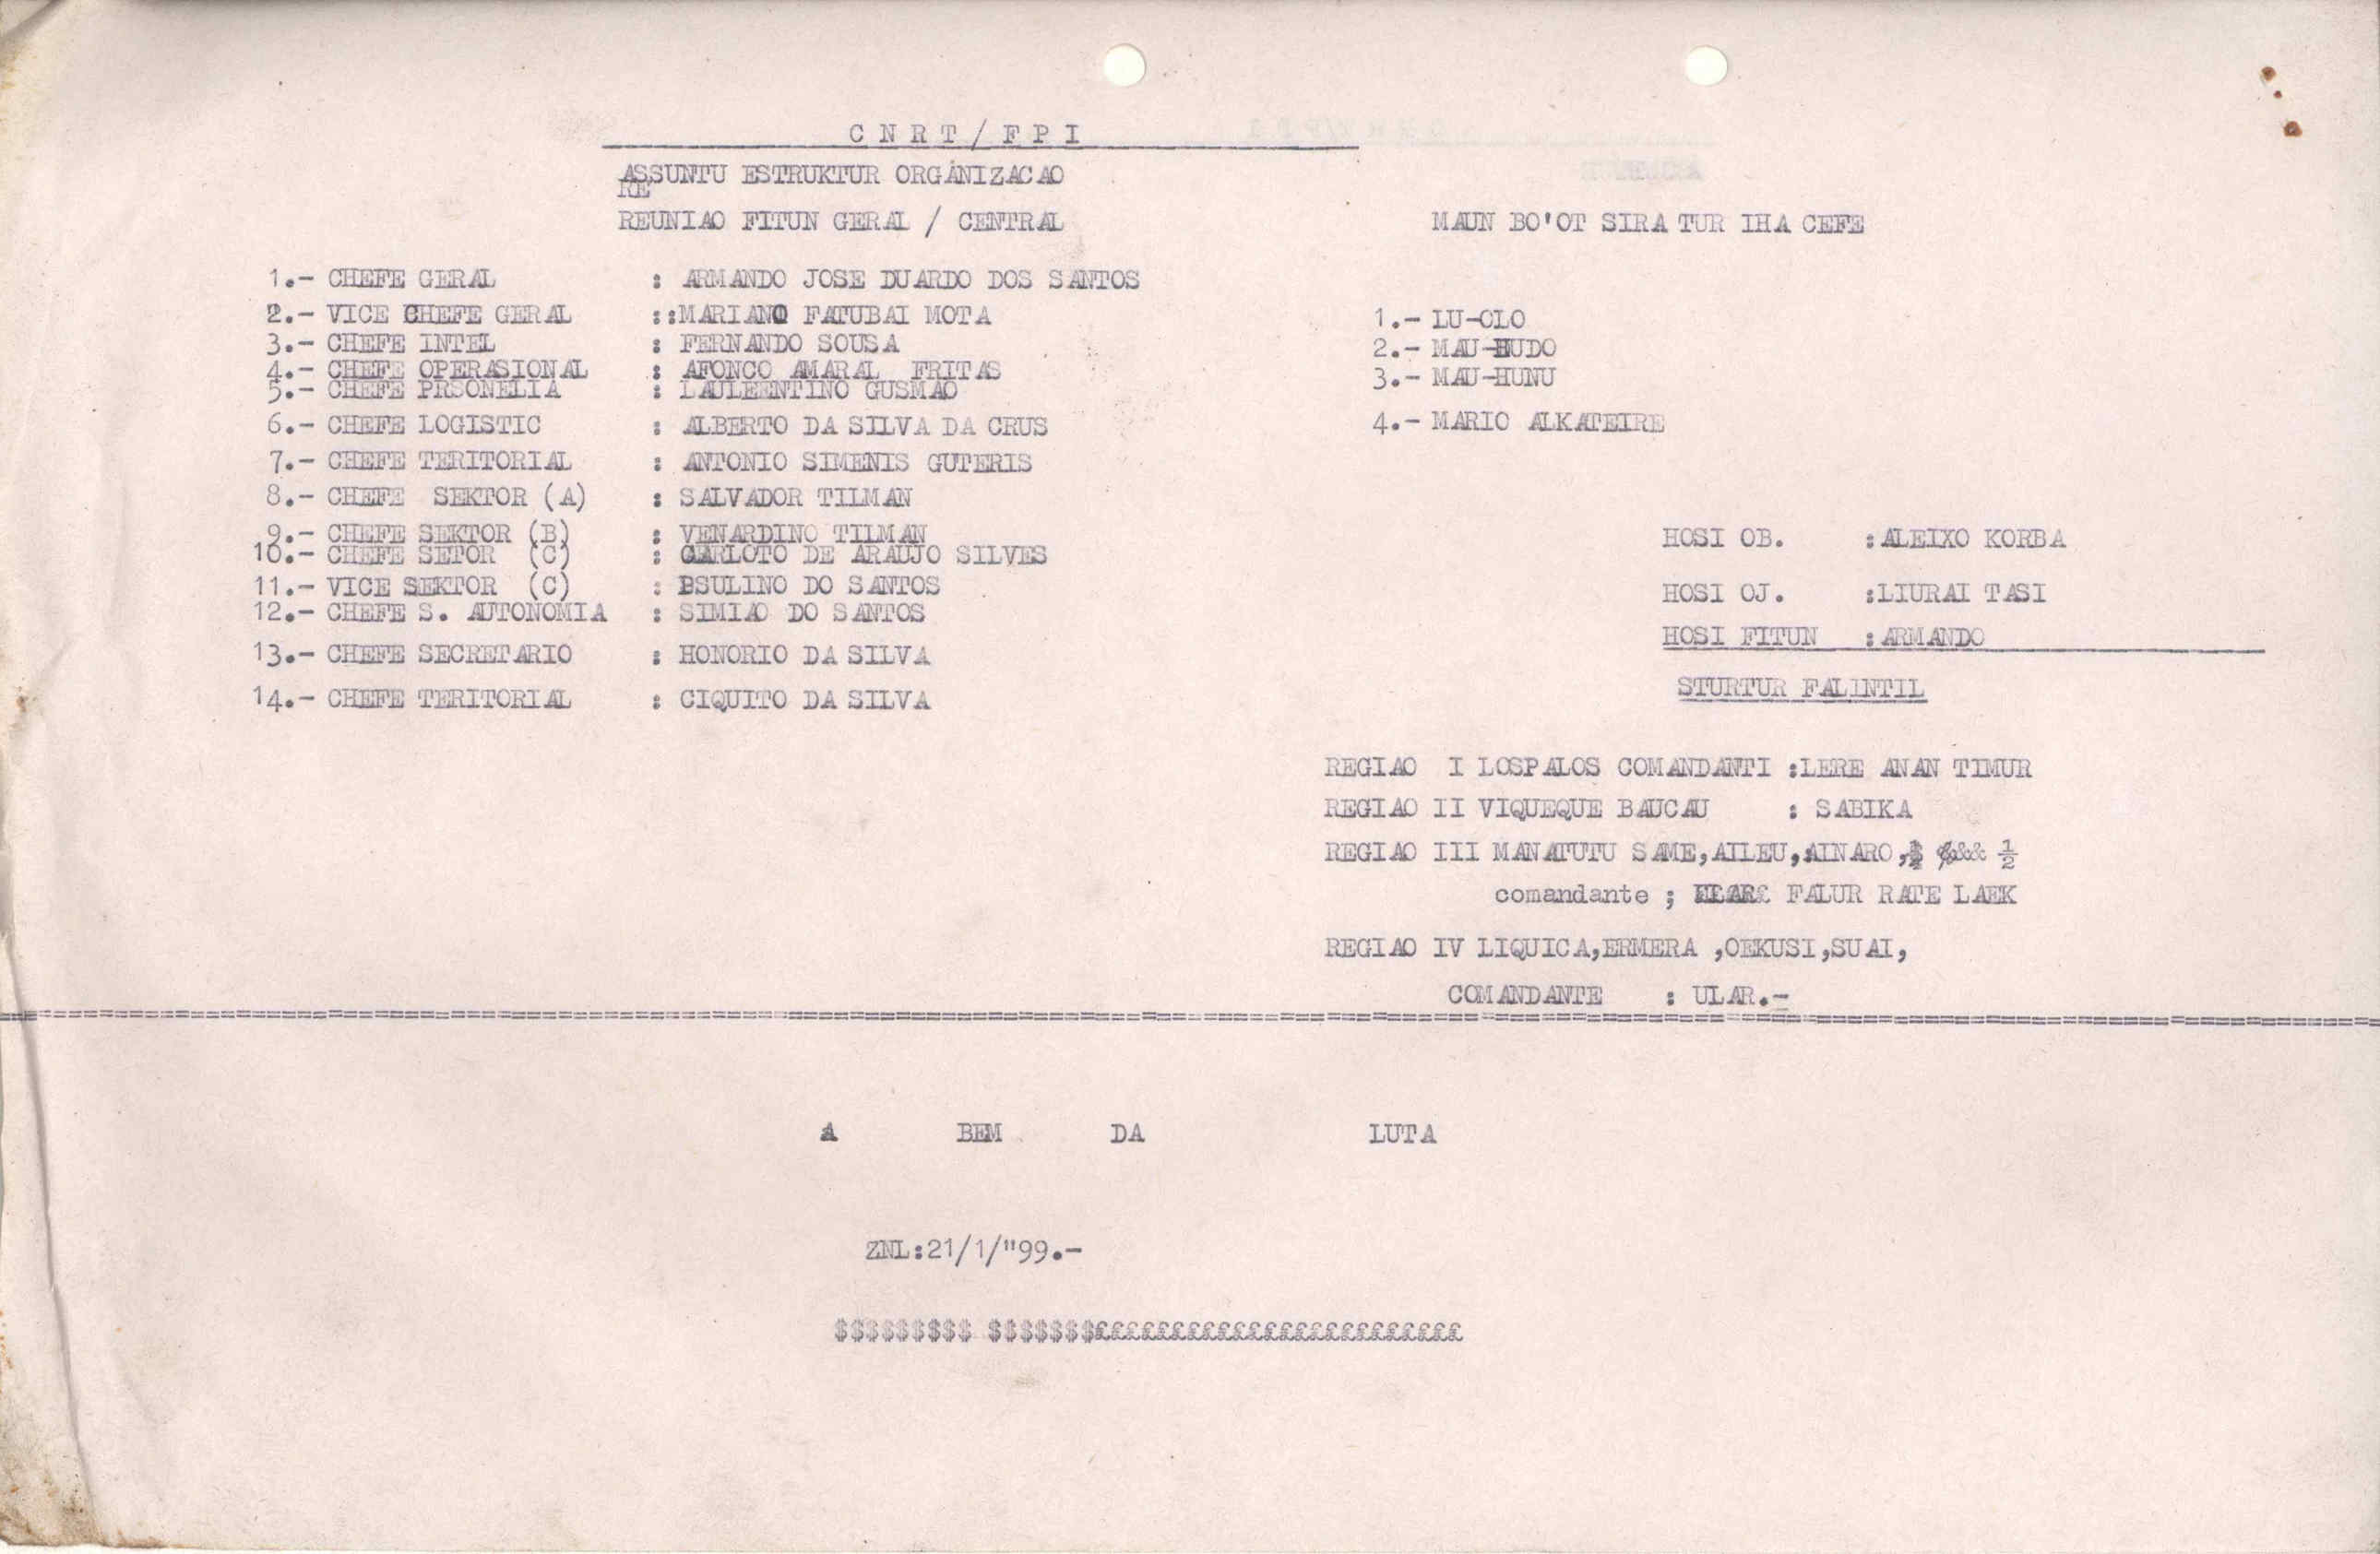 C N R T / F P I
ASSUNTU ESTRUKTUR ORGÁNIZACAO
RE
REUNIAO FITUN GERAL / CENTRAL
1.- CHEFE GERAL : ARMANDO JOSE DUARDO DOS SANTOS
2.- VICE CHEFE GERAL ::MARIANO FATUBAI MOTA
3.- CHEFE INTEL : FERNANDO SOUSA
4.- CHEFE OPERASIONAL : AFONCO AMARAL FRITAS
5.- CHEFE PRSONELIA : LAULEENTINO GUSMAO
6.- CHEFE LOGISTIC : ALBERTO DA SILVA DA CRUS
7.- CHEFE TERITORIAL : ANTONIO SIMENIS GUTERIS
8.- CHEFE SEKTOR (A) : SALVADOR TILMAN
9.- CHEFE SEKTOR (B) : VENARDINO TILMAN
10.- CHEFE SETOR (C) : CARLOTO DE ARAUJO SILVES
11.- VICE SEKTOR (C) : DO SANTOS
12.- CHEFE S. AUTONOMIA : SIMIAO DO SANTOS
13.- CHEFE SECRETARIO : HONORIO DA SILVA
14.- CHEFE TERITORIAL : CIQUITO DA SILVA
MAUN BO'OT SIRA TUR IHA CEFE
1.- LU-OLO
2.- MAU-HUDO
3.- MAU-HUNU
4.- MARIO ALKATEIRE
HOSI OB. :ALEIXO KORBA
HOSI OJ. :LIURAI TASI
HOSI FITUN :ARMANDO
STURTUR FALINTIL
REGIAO I LOSPALOS COMANDANTI :LERE ANAN TIMUR
REGIAO II VIQUEQUE BAUCAU : SABIKA
REGIAO III MANATUTU SAME,AILEU,AINARO, && ½
comandante ; FALUR RATE LAEK
REGIAO IV LIQUICA,ERMERA ,OEKUSI,SUAI,
COMANDANTE : ULAR.-
A BEM DA LUTA
ZNL:21/1/"99.-
$$$$$$$$$ $$$$$$$££££££££££££££££££££££££